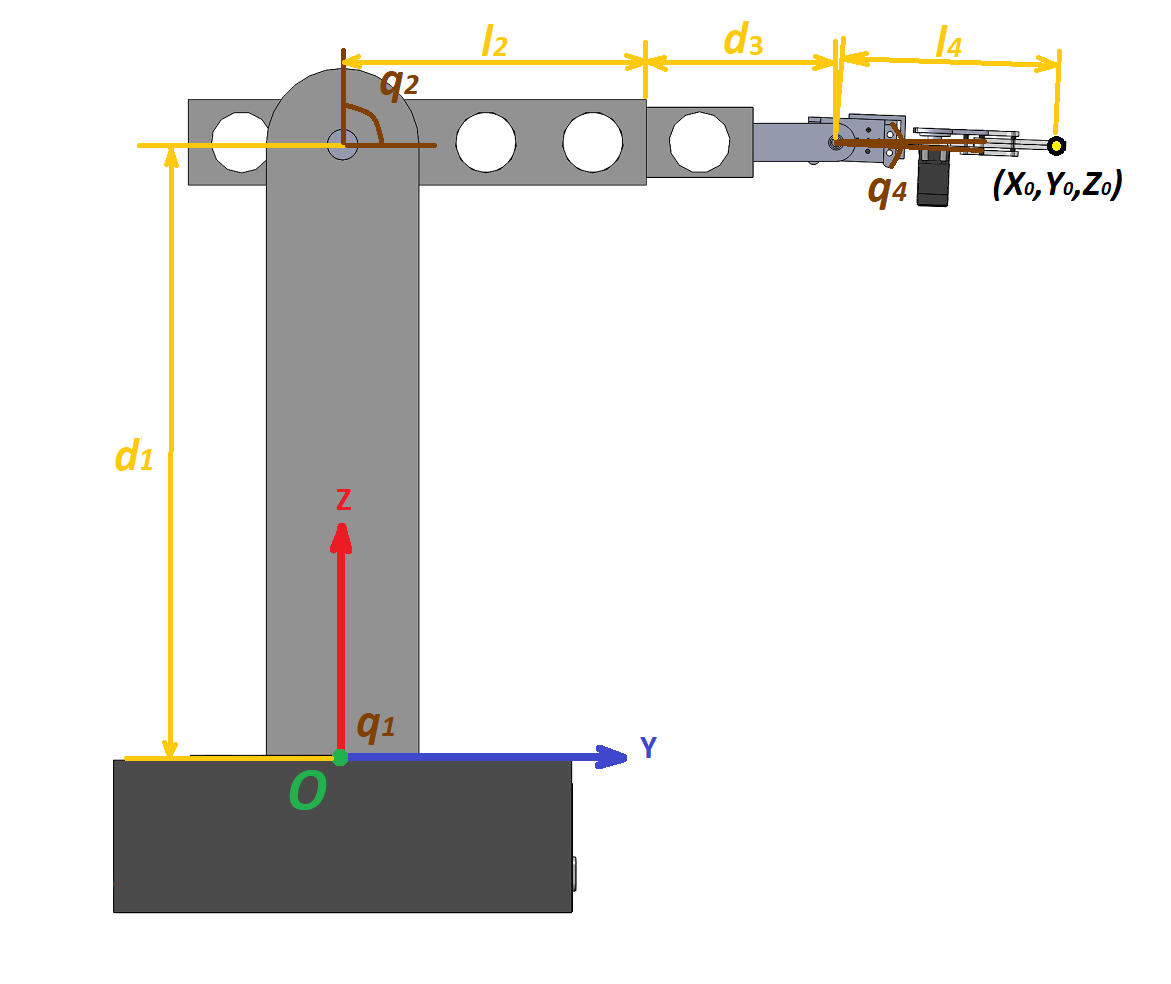 l₂
d₃
l₄
q₂
q₄
(X₀,Y₀,Z₀)
d₁
Z
q₁
Y
O